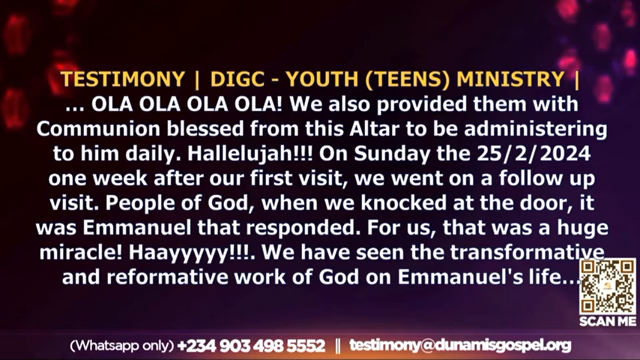 TESTIMONY | DIGC - YOUTH (TEENS) MINISTRY |
... OLA OLA OLA OLA! We also provided them with
Communion blessed from this Altar to be administering
to him daily. Hallelujah!!! On Sunday the 25/2/2024
one week after our first visit, we went on a follow up
visit. People of God, when we knocked at the door, it
was Emmanuel that responded. For us, that was a huge
miracle! Haayyyyy!!!. We have seen the transformative
and reformative work of God on Emmanuel's life...
SCAN ME
(Whatsapp only) +234 903 498 5552 || testimony@dunamisgospel.org